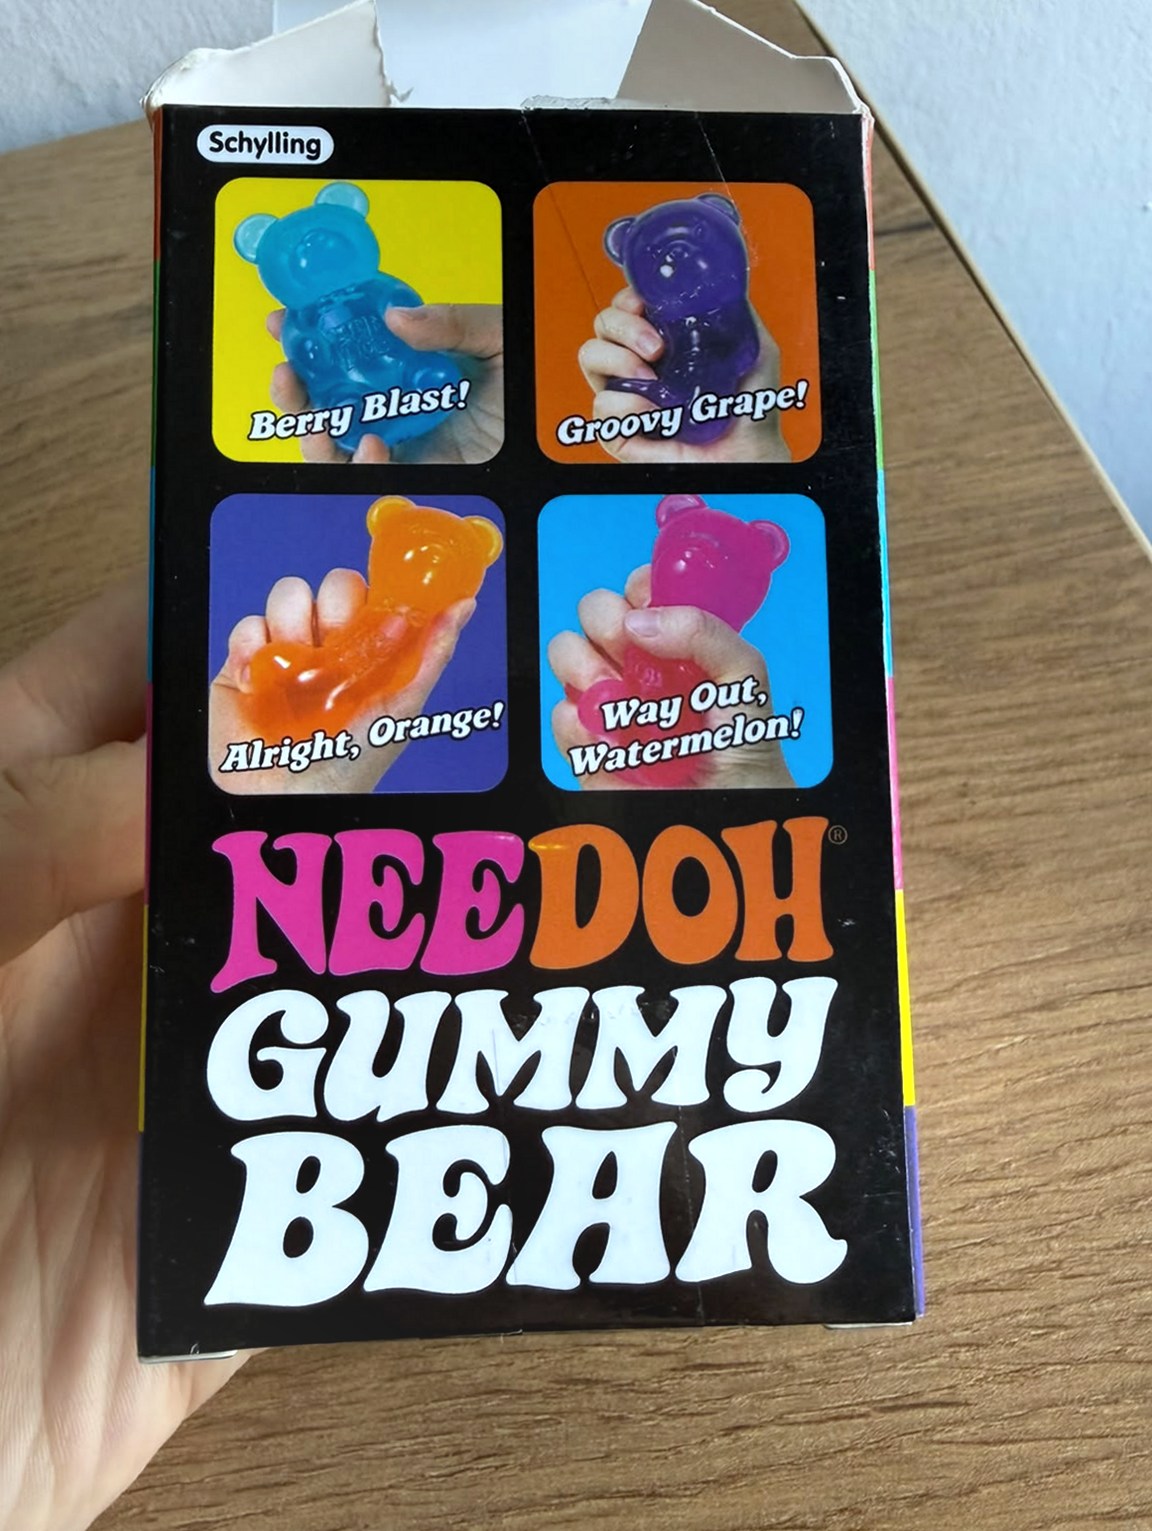 Schylling
Berry Blast!
Groovy Grape!
Alright, Orange!
Way Out,
Watermelon!
NEEDOH®
GUMMY
BEAR